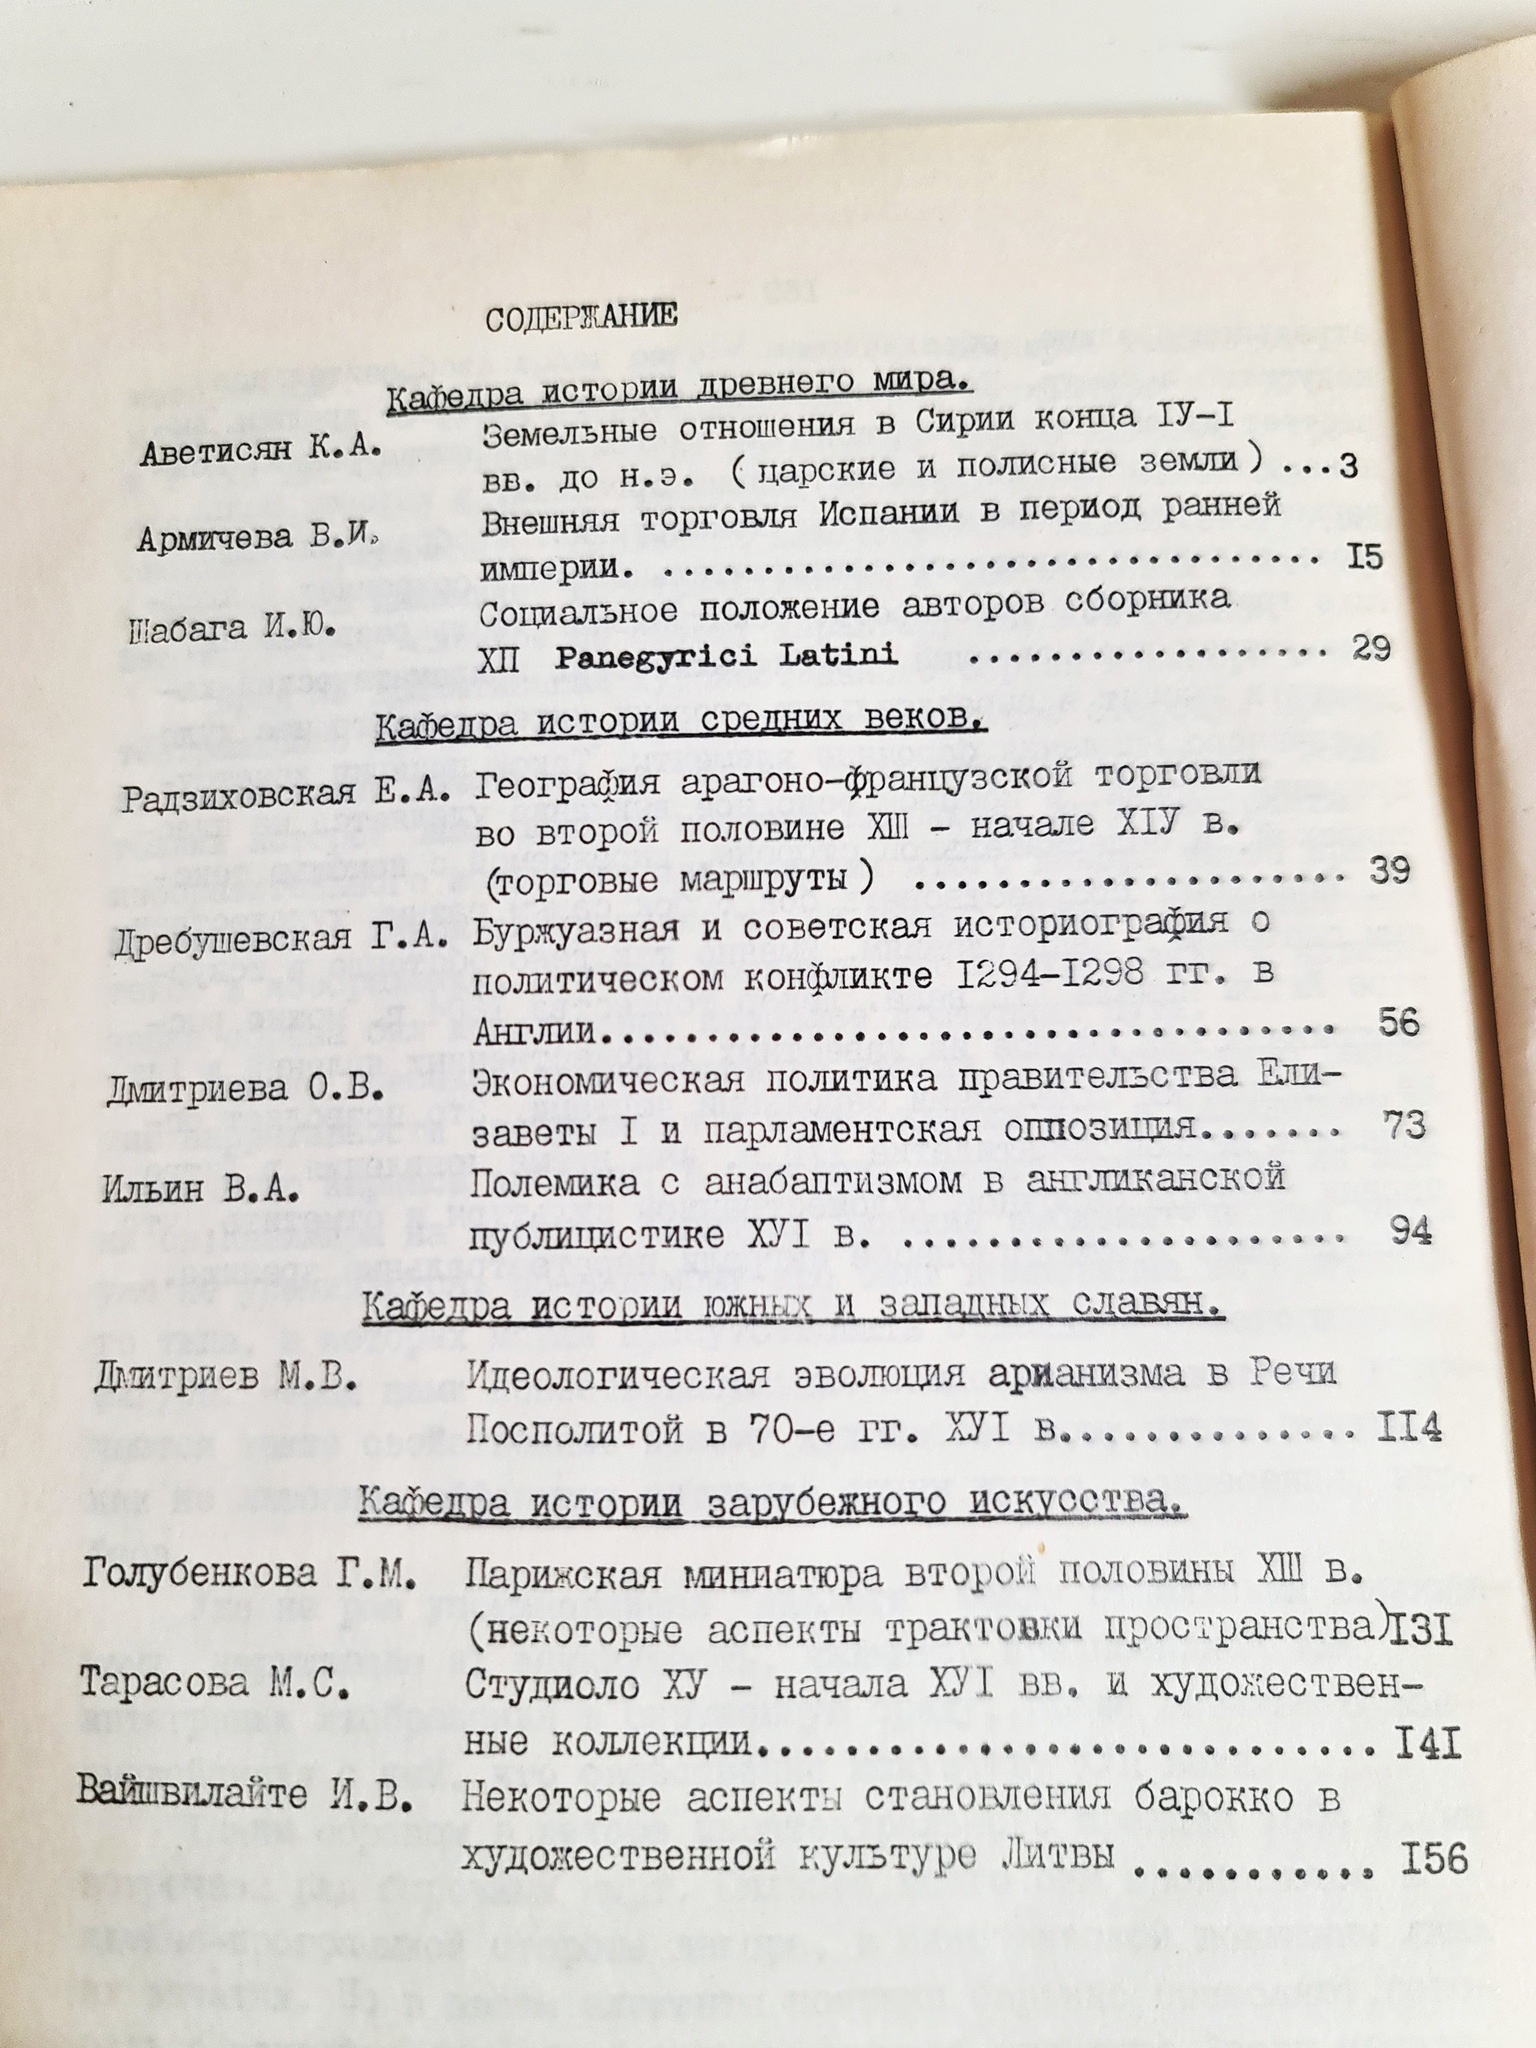 СОДЕРЖАНИЕ
Кафедра истории древнего мира.
Аветисян К.А. Земельные отношения в Сирии конца IУ-I
вв. до н.э. (царские и полисные земли) ...3
Армичева В.И. Внешняя торговля Испании в период ранней
империи. ................................. I5
Шабага И.Ю. Социальное положение авторов сборника
ХП Panegyrici Latini ................... 29
Кафедра истории средних веков.
Радзиховская Е.А. География арагоно-французской торговли
во второй половине ХШ - начале ХIУ в.
(торговые маршруты) ...................... 39
Дребушевская Г.А. Буржуазная и советская историография о
политическом конфликте I294-I298 гг. в
Англии.................................... 56
Дмитриева О.В. Экономическая политика правительства Ели-
заветы I и парламентская оппозиция....... 73
Ильин В.А. Полемика с анабаптизмом в англиканской
публицистике ХУI в. ...................... 94
Кафедра истории южных и западных славян.
Дмитриев М.В. Идеологическая эволюция арианизма в Речи
Посполитой в 70-е гг. ХУI в.............. II4
Кафедра истории зарубежного искусства.
Голубенкова Г.М. Парижская миниатюра второй половины ХШ в.
(некоторые аспекты трактовки пространства)I3I
Тарасова М.С. Студиоло ХУ - начала ХУI вв. и художествен-
ные коллекции.............................. I4I
Вайшвилайте И.В. Некоторые аспекты становления барокко в
художественной культуре Литвы ........... I56